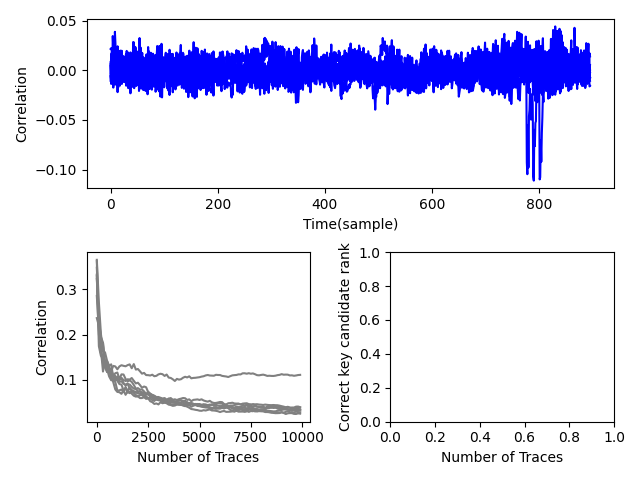 0.05
0.00
−0.05
−0.10
Correlation
0 200 400 600 800
Time(sample)
0.3
0.2
0.1
Correlation
0 2500 5000 7500 10000
Number of Traces
1.0
0.8
0.6
0.4
0.2
0.0
Correct key candidate rank
0.0 0.2 0.4 0.6 0.8 1.0
Number of Traces